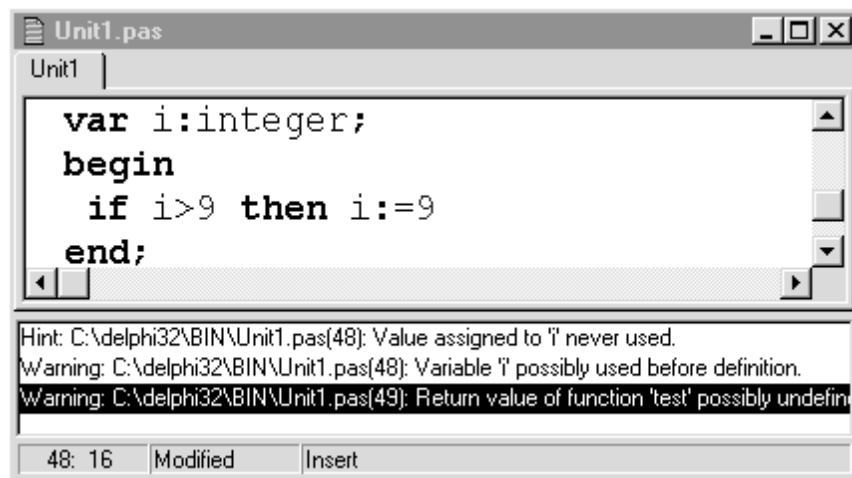 Unit1.pas
Unit1
var i:integer;
begin
if i>9 then i:=9
end;
Hint: C:\delphi32\BIN\Unit1.pas(48): Value assigned to 'i' never used.
Warning: C:\delphi32\BIN\Unit1.pas(48): Variable 'i' possibly used before definition.
Warning: C:\delphi32\BIN\Unit1.pas(49): Return value of function 'test' possibly undefine
48: 16 Modified Insert